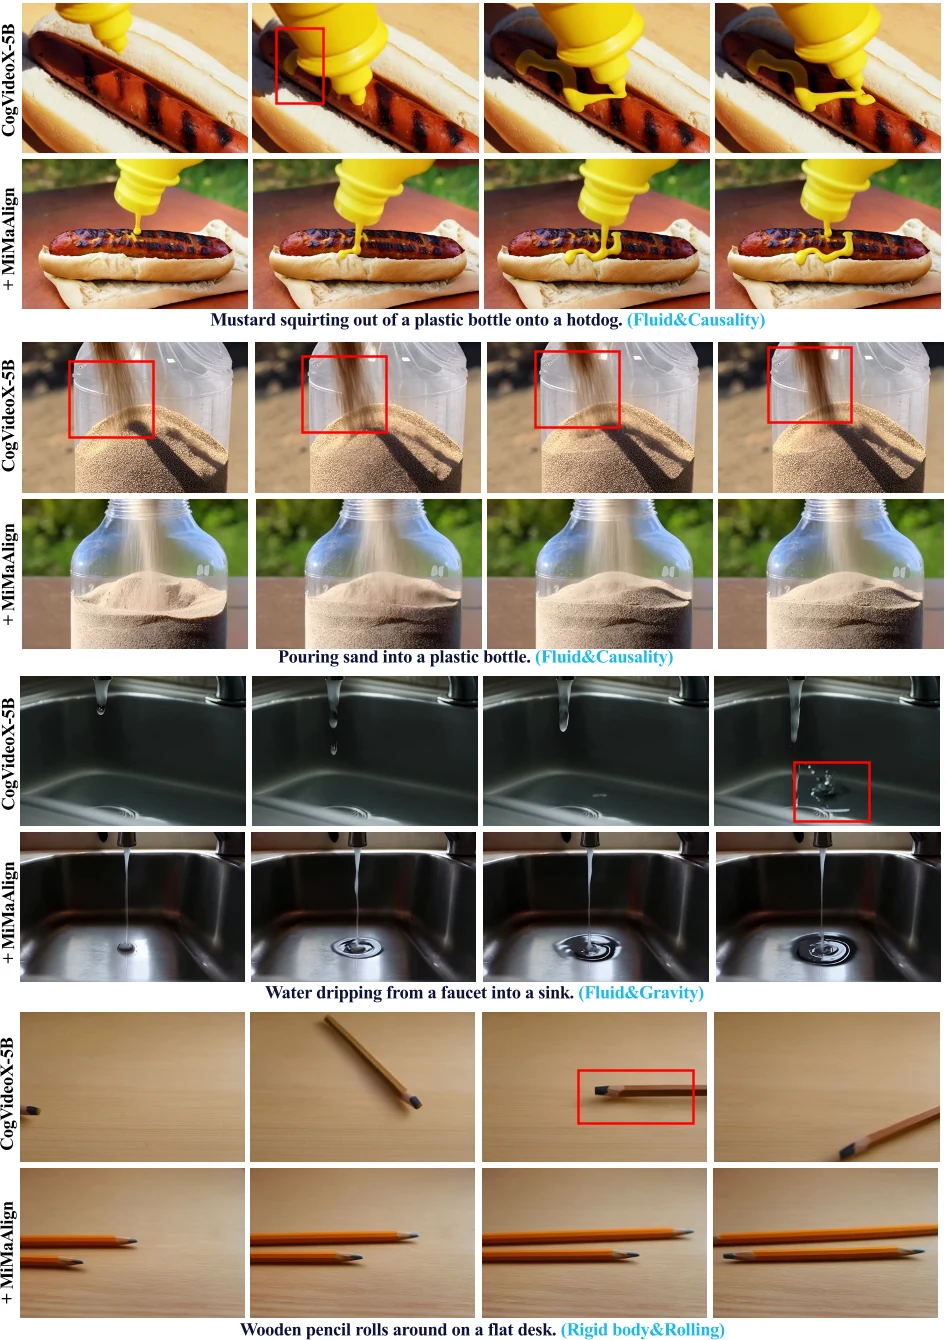 CogVideoX-5B
+ MiMaAlign
Mustard squirting out of a plastic bottle onto a hotdog. (Fluid&Causality)
CogVideoX-5B
+ MiMaAlign
Pouring sand into a plastic bottle. (Fluid&Causality)
CogVideoX-5B
+ MiMaAlign
Water dripping from a faucet into a sink. (Fluid&Gravity)
CogVideoX-5B
+ MiMaAlign
Wooden pencil rolls around on a flat desk. (Rigid body&Rolling)